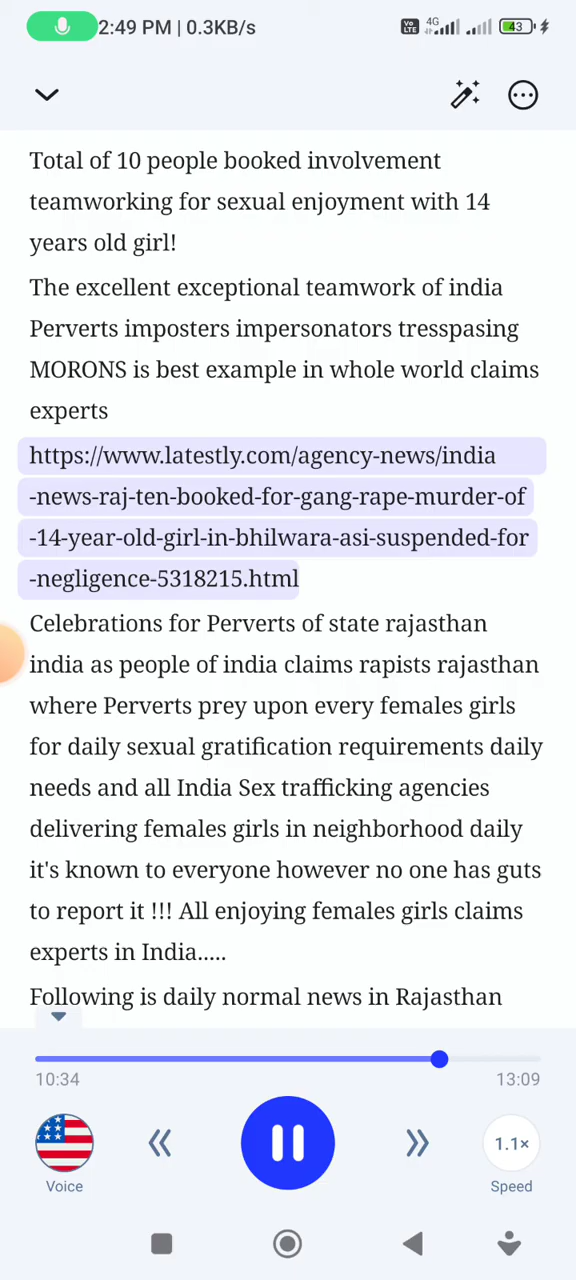 2:49 PM | 0.3KB/s
Vo LTE 4G 43
Total of 10 people booked involvement
teamworking for sexual enjoyment with 14
years old girl!
The excellent exceptional teamwork of india
Perverts imposters impersonators tresspasing
MORONS is best example in whole world claims
experts
https://www.latestly.com/agency-news/india
-news-raj-ten-booked-for-gang-rape-murder-of
-14-year-old-girl-in-bhilwara-asi-suspended-for
-negligence-5318215.html
Celebrations for Perverts of state rajasthan
india as people of india claims rapists rajasthan
where Perverts prey upon every females girls
for daily sexual gratification requirements daily
needs and all India Sex trafficking agencies
delivering females girls in neighborhood daily
it's known to everyone however no one has guts
to report it !!! All enjoying females girls claims
experts in India.....
Following is daily normal news in Rajasthan
10:34
13:09
1.1×
Voice
Speed